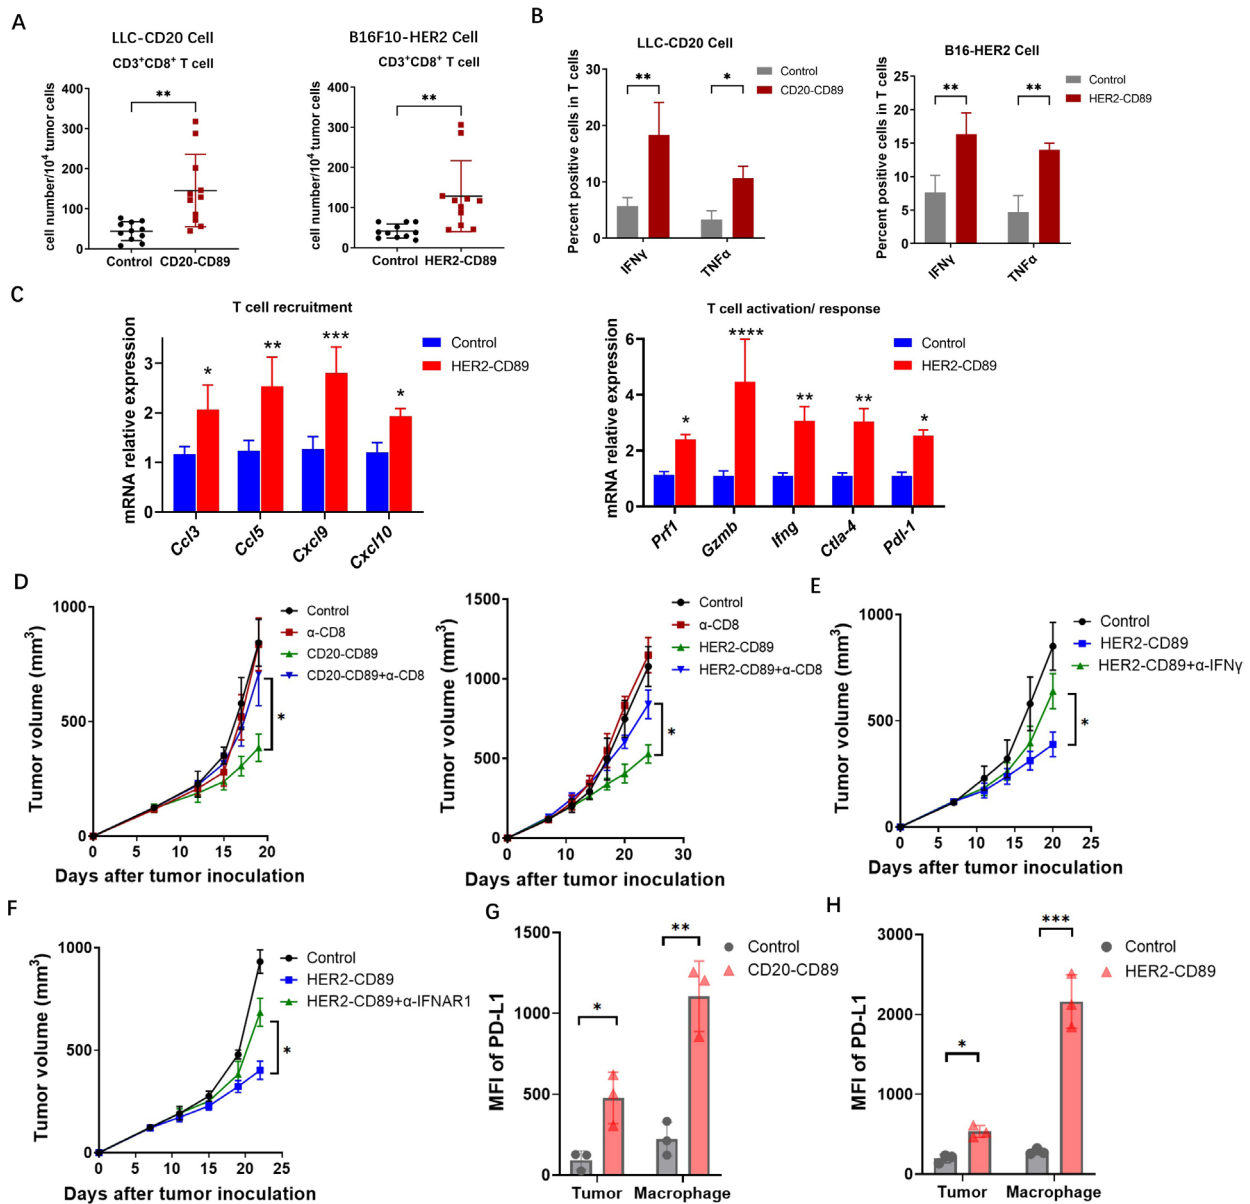 A
LLC-CD20 Cell
CD3+CD8+ T cell
**
cell number/10⁴ tumor cells
400
300
200
100
0
Control CD20-CD89
B16F10-HER2 Cell
CD3+CD8+ T cell
**
cell number/10⁴ tumor cells
400
300
200
100
0
Control HER2-CD89
B
LLC-CD20 Cell
Control
CD20-CD89
** *
Percent positive cells in T cells
30
20
10
0
IFNγ TNFα
B16-HER2 Cell
Control
HER2-CD89
** **
Percent positive cells in T cells
25
20
15
10
5
0
IFNγ TNFα
C
T cell recruitment
Control
HER2-CD89
* ** *** *
mRNA relative expression
3
2
1
0
Ccl3 Ccl5 Cxcl9 Cxcl10
T cell activation/ response
Control
HER2-CD89
* **** ** ** *
mRNA relative expression
6
4
2
0
Prf1 Gzmb Ifng Ctla-4 Pdl-1
D
Control
α-CD8
CD20-CD89
CD20-CD89+α-CD8
*
Tumor volume (mm³)
1000
500
0
0 5 10 15 20
Days after tumor inoculation
Control
α-CD8
HER2-CD89
HER2-CD89+α-CD8
*
Tumor volume (mm³)
1500
1000
500
0
0 10 20 30
Days after tumor inoculation
E
Control
HER2-CD89
HER2-CD89+α-IFNγ
*
Tumor volume (mm³)
1000
500
0
0 5 10 15 20 25
Days after tumor inoculation
F
Control
HER2-CD89
HER2-CD89+α-IFNAR1
*
Tumor volume (mm³)
1000
500
0
0 5 10 15 20 25
Days after tumor inoculation
G
Control
CD20-CD89
* **
MFI of PD-L1
1500
1000
500
0
Tumor Macrophage
H
Control
HER2-CD89
* ***
MFI of PD-L1
3000
2000
1000
0
Tumor Macrophage